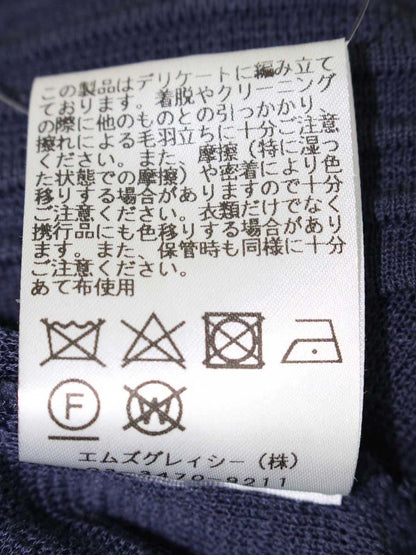 この製品はデリケートに編み立て
ております。着脱やクリーニング
の際に他のものとの引っかかり、
擦れによる毛羽立ちに十分ご注意
ください。また、摩擦（特に湿っ
た状態での摩擦）や密着により色
移りする場合がありますので十分
ご注意ください。衣類だけでなく
携行品にも色移りする場合があり
ます。また、保管時も同様に十分
ご注意ください。
あて布使用
F
W
エムズグレイシー（株）